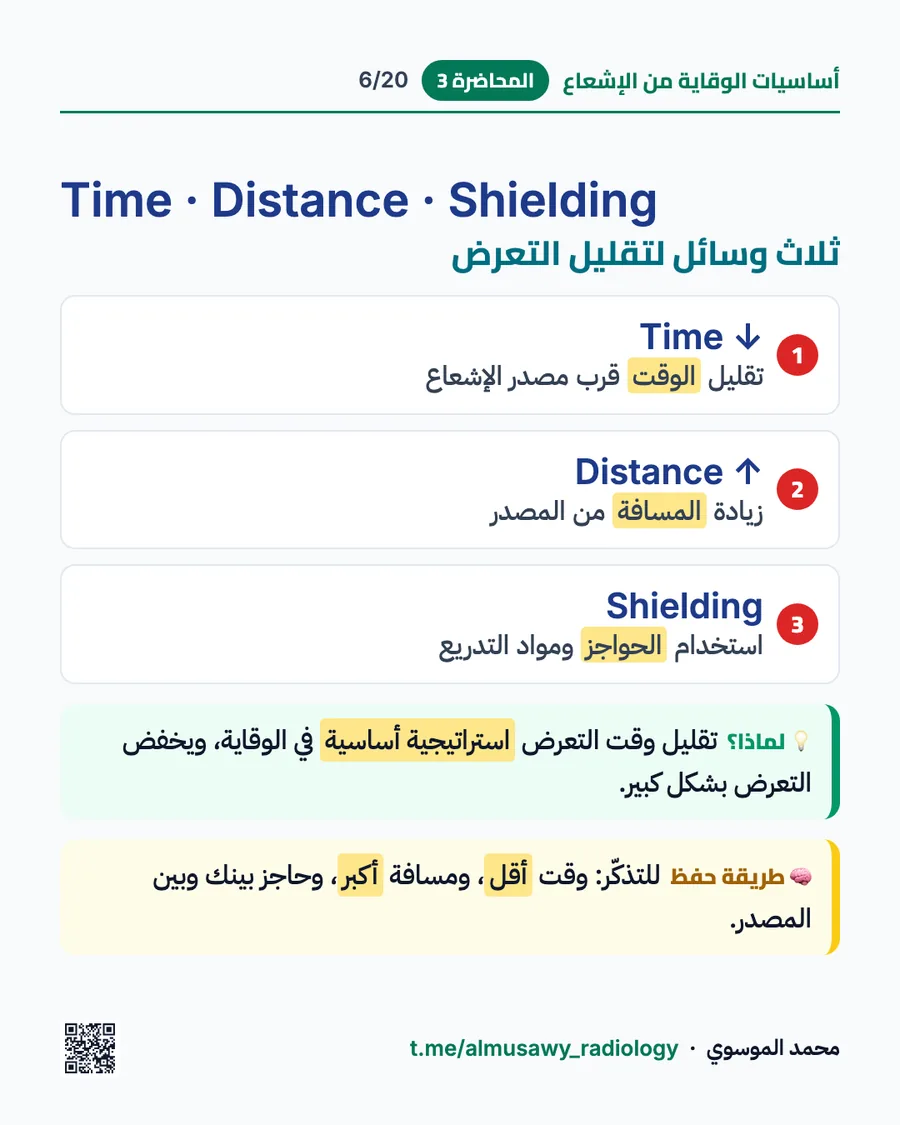 أساسيات الوقاية من الإشعاع المحاضرة 3 6/20
Time · Distance · Shielding
ثلاث وسائل لتقليل التعرض
1
Time ↓
تقليل الوقت قرب مصدر الإشعاع
2
Distance ↑
زيادة المسافة من المصدر
3
Shielding
استخدام الحواجز ومواد التدريع
💡 لماذا؟ تقليل وقت التعرض استراتيجية أساسية في الوقاية، ويخفض
التعرض بشكل كبير.
🧠 طريقة حفظ للتذكّر: وقت أقل، ومسافة أكبر، وحاجز بينك وبين
المصدر.
محمد الموسوي · t.me/almusawy_radiology